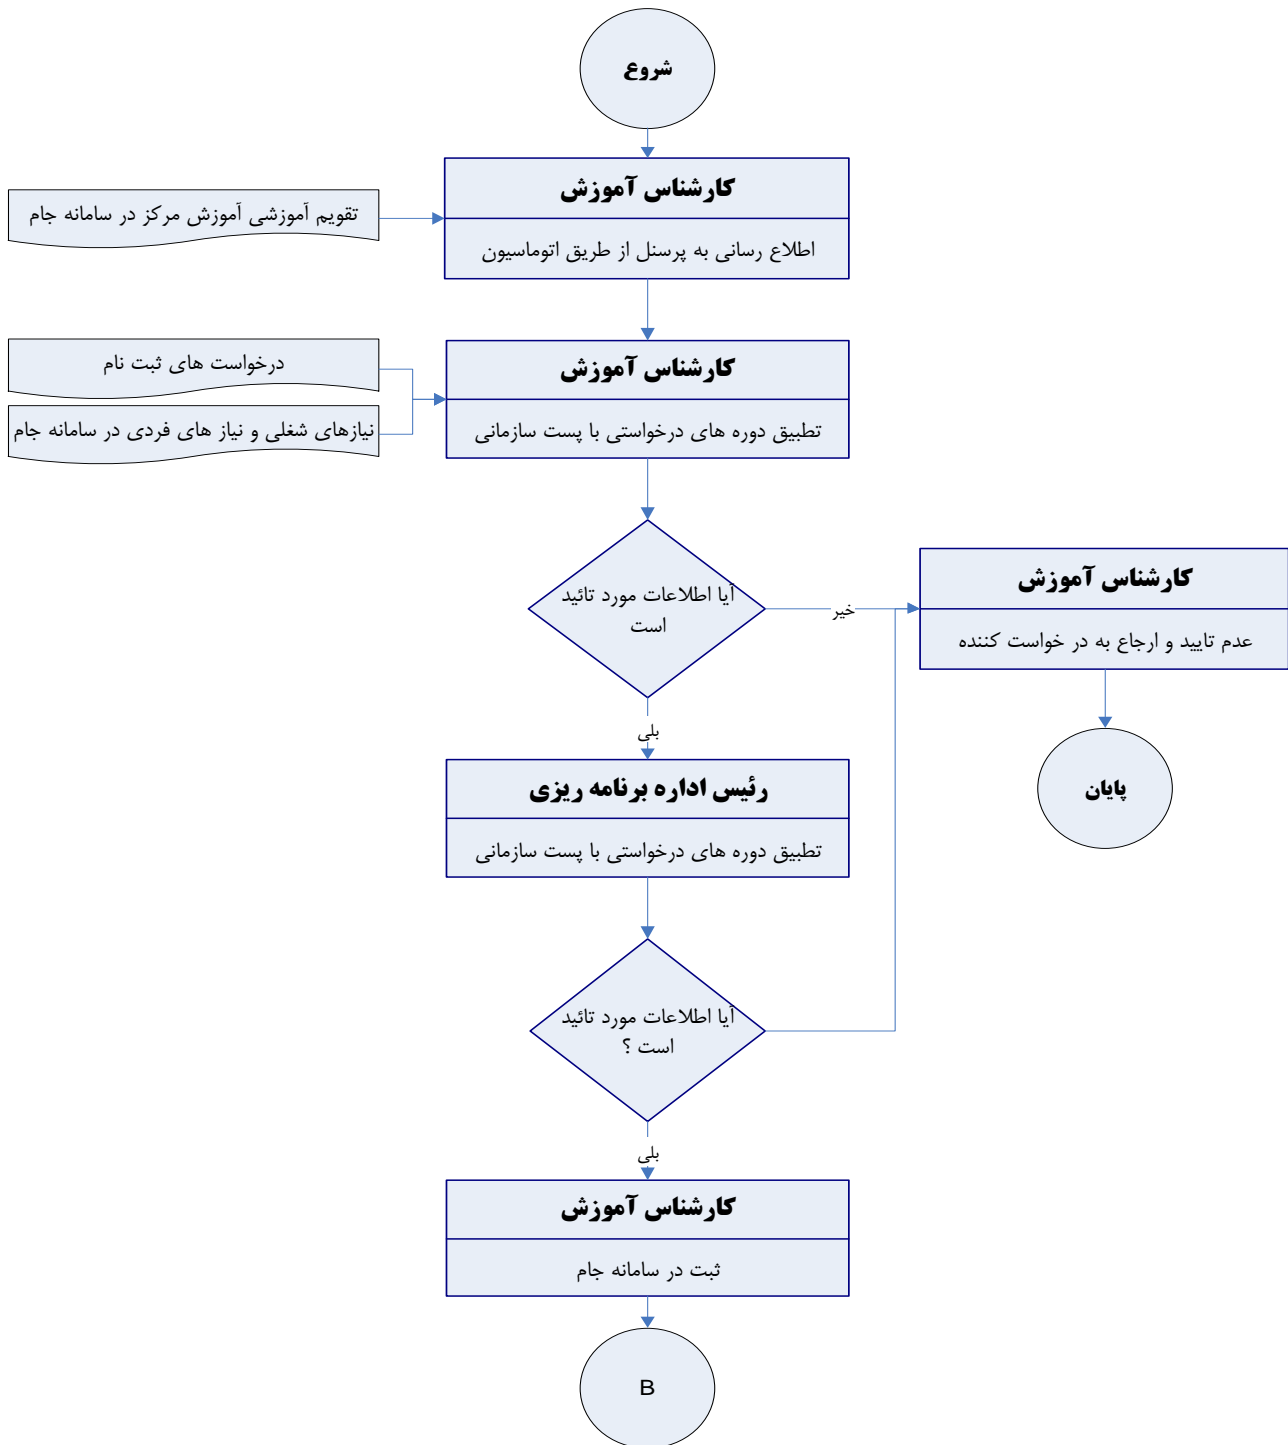 شروع
کارشناس آموزش
تقویم آموزشی آموزش مرکز در سامانه جام
اطلاع رسانی به پرسنل از طریق اتوماسیون
درخواست های ثبت نام
کارشناس آموزش
نیازهای شغلی و نیاز های فردی در سامانه جام
تطبیق دوره های درخواستی با پست سازمانی
آیا اطلاعات مورد تائید
است
خیر
کارشناس آموزش
عدم تایید و ارجاع به در خواست کننده
پایان
بلی
رئیس اداره برنامه ریزی
تطبیق دوره های درخواستی با پست سازمانی
آیا اطلاعات مورد تائید
است ؟
بلی
کارشناس آموزش
ثبت در سامانه جام
B